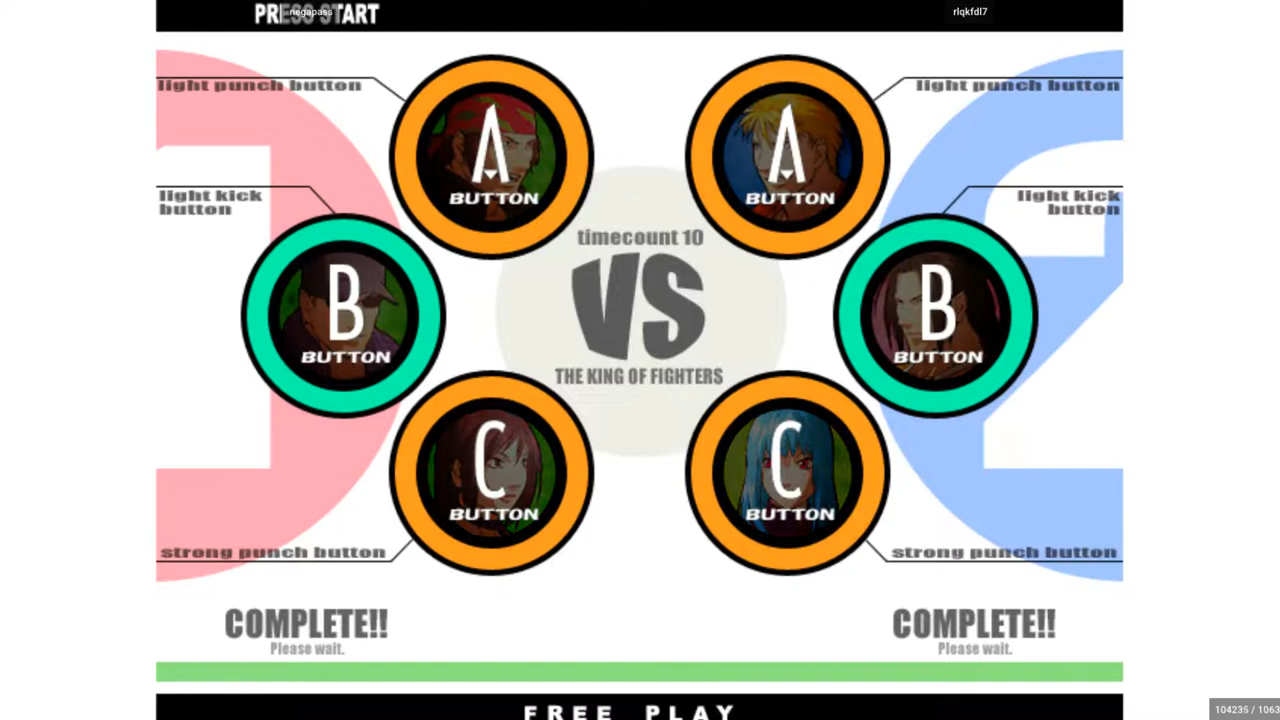 PRESS START
negapass
rlqkfdl7
light punch button
light punch button
A
BUTTON
A
BUTTON
light kick
button
light kick
button
timecount 10
VS
THE KING OF FIGHTERS
B
BUTTON
B
BUTTON
C
BUTTON
C
BUTTON
strong punch button
strong punch button
COMPLETE!!
Please wait.
COMPLETE!!
Please wait.
FREE PLAY
104235 / 1063